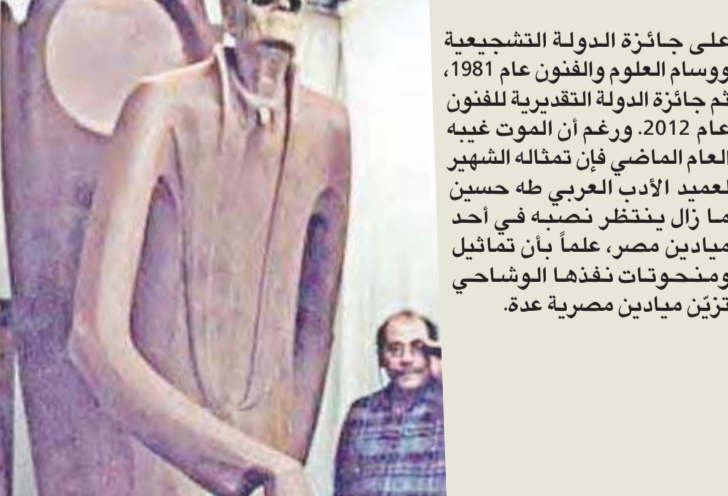 على جائزة الدولة التشجيعية
ووسام العلوم والفنون عام 1981،
ثم جائزة الدولة التقديرية للفنون
عام 2012. ورغم أن الموت غيبه
العام الماضي فإن تمثاله الشهير
لعميد الأدب العربي طه حسين
ما زال ينتظر نصبه في أحد
ميادين مصر، علماً بأن تماثيل
ومنحوتات نفذها الوشاحي
تزيّن ميادين مصرية عدة.